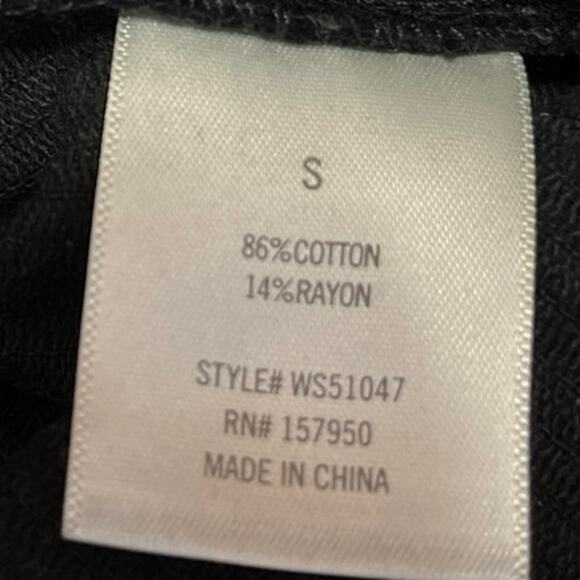 S
86%COTTON
14%RAYON
STYLE# WS51047
RN# 157950
MADE IN CHINA